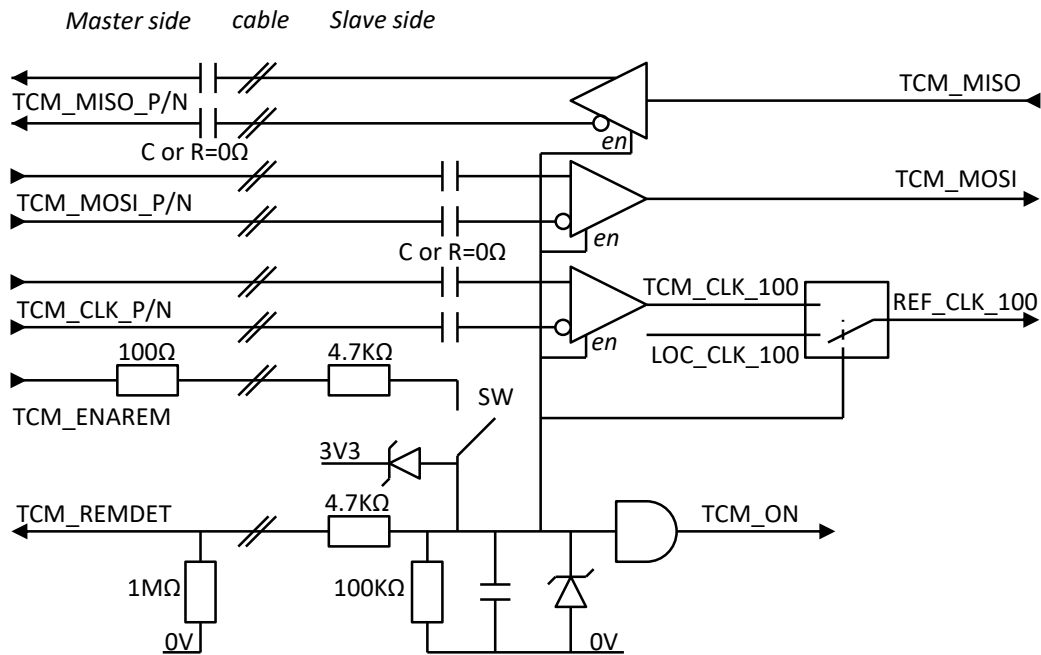 Master side cable Slave side
TCM_MISO
TCM_MISO_P/N
en
C or R=0Ω
TCM_MOSI
TCM_MOSI_P/N
en
C or R=0Ω
TCM_CLK_100
REF_CLK_100
TCM_CLK_P/N
en
LOC_CLK_100
100Ω
4.7KΩ
SW
TCM_ENAREM
3V3
4.7KΩ
TCM_REMDET
TCM_ON
1MΩ
100KΩ
0V
0V